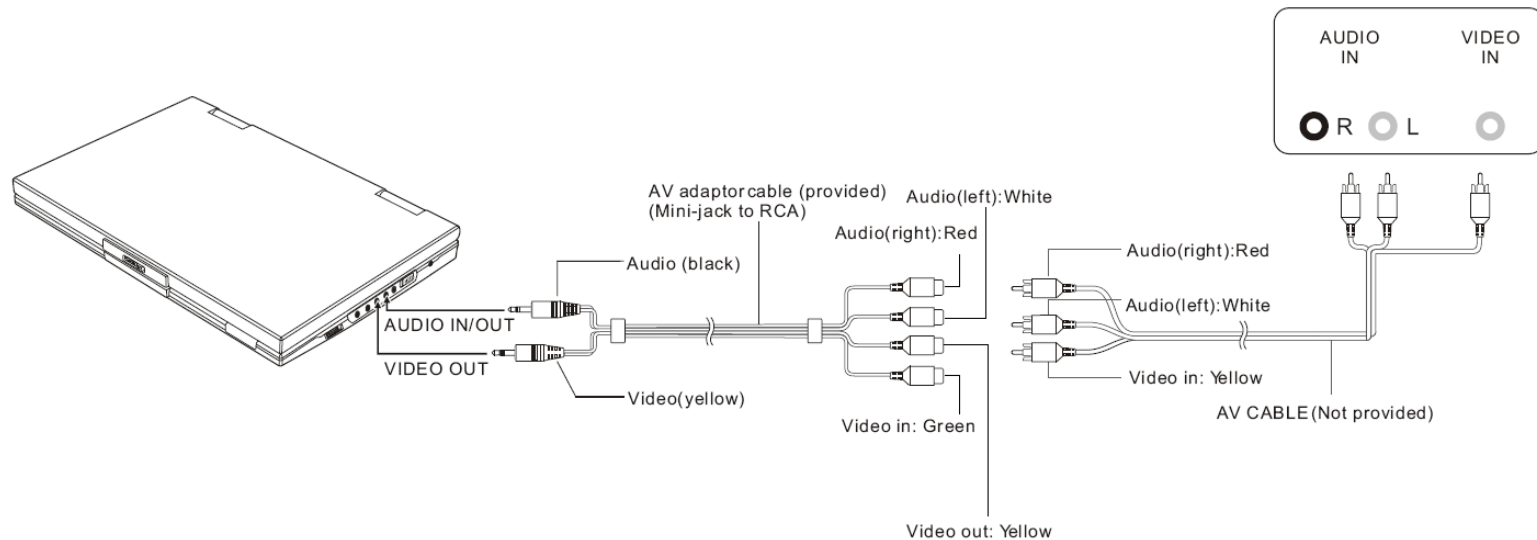 AUDIO
IN
VIDEO
IN
R
L
AV adaptor cable (provided)
(Mini-jack to RCA)
Audio(left):White
Audio(right):Red
Audio (black)
AUDIO IN/OUT
VIDEO OUT
Video(yellow)
Video in: Green
Video out: Yellow
Audio(right):Red
Audio(left):White
Video in: Yellow
AV CABLE(Not provided)